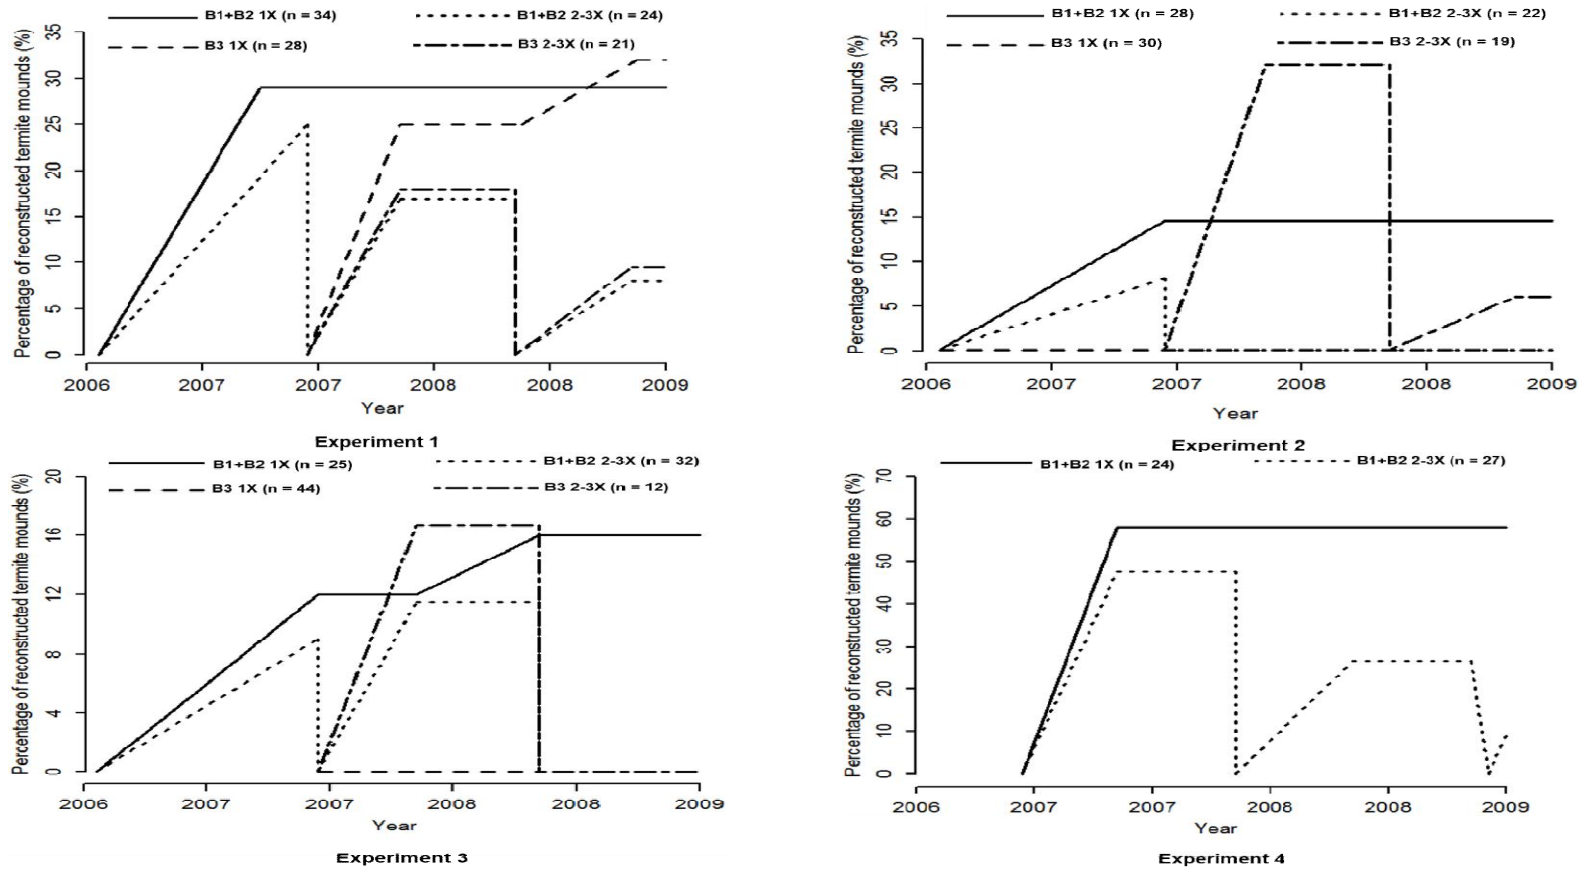 B1+B2 1X (n = 34)
B1+B2 2-3X (n = 24)
B3 1X (n = 28)
B3 2-3X (n = 21)
Percentage of reconstructed termite mounds (%)
35
30
25
20
15
10
5
0
2006 2007 2007 2008 2008 2009
Year
Experiment 1
B1+B2 1X (n = 28)
B1+B2 2-3X (n = 22)
B3 1X (n = 30)
B3 2-3X (n = 19)
Percentage of reconstructed termite mounds (%)
35
30
25
20
15
10
5
0
2006 2007 2007 2008 2008 2009
Year
Experiment 2
B1+B2 1X (n = 25)
B1+B2 2-3X (n = 32)
B3 1X (n = 44)
B3 2-3X (n = 12)
Percentage of reconstructed termite mounds (%)
20
16
12
8
4
0
2006 2007 2007 2008 2008 2009
Year
Experiment 3
B1+B2 1X (n = 24)
B1+B2 2-3X (n = 27)
Percentage of reconstructed termite mounds (%)
70
60
50
40
30
20
10
0
2006 2007 2007 2008 2008 2009
Year
Experiment 4